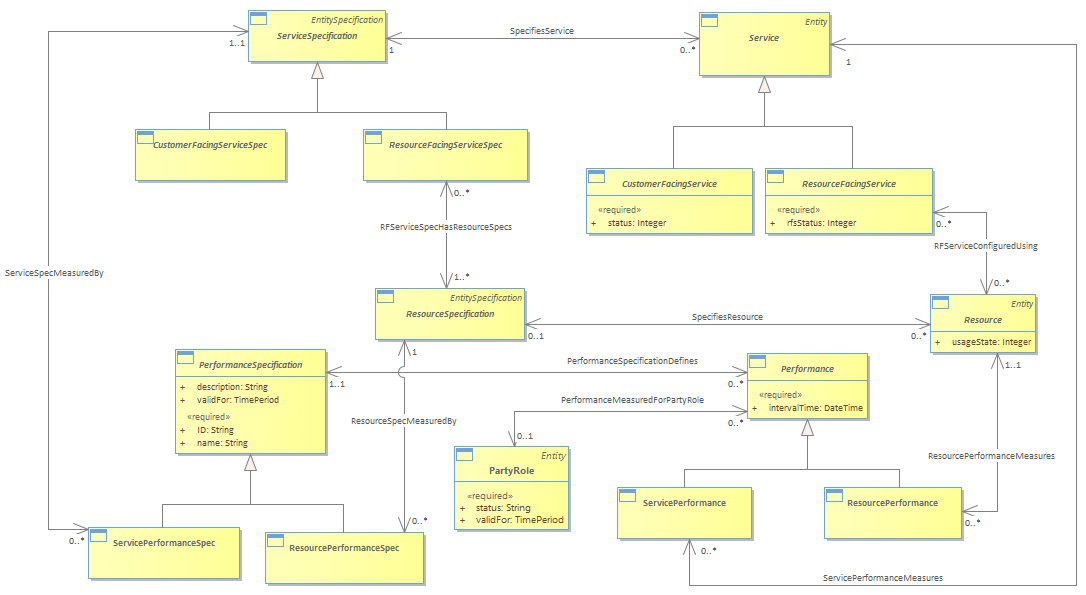 EntitySpecification
ServiceSpecification
1..1
1
SpecifiesService
0..*
Entity
Service
1
CustomerFacingServiceSpec
ResourceFacingServiceSpec
0..*
RFServiceSpecHasResourceSpecs
1..*
CustomerFacingService
«required»
+ status: Integer
ResourceFacingService
«required»
+ rfsStatus: Integer
0..*
RFServiceConfiguredUsing
0..*
ServiceSpecMeasuredBy
EntitySpecification
ResourceSpecification
0..1
SpecifiesResource
0..*
Entity
Resource
+ usageState: Integer
1..1
1
PerformanceSpecification
+ description: String
+ validFor: TimePeriod
«required»
+ ID: String
+ name: String
1..1
PerformanceSpecificationDefines
0..*
Performance
«required»
+ intervalTime: DateTime
PerformanceMeasuredForPartyRole
0..*
0..1
ResourceSpecMeasuredBy
Entity
PartyRole
«required»
+ status: String
+ validFor: TimePeriod
ResourcePerformanceMeasures
ServicePerformance
ResourcePerformance
0..*
0..*
0..*
ServicePerformanceSpec
ResourcePerformanceSpec
0..*
ServicePerformanceMeasures